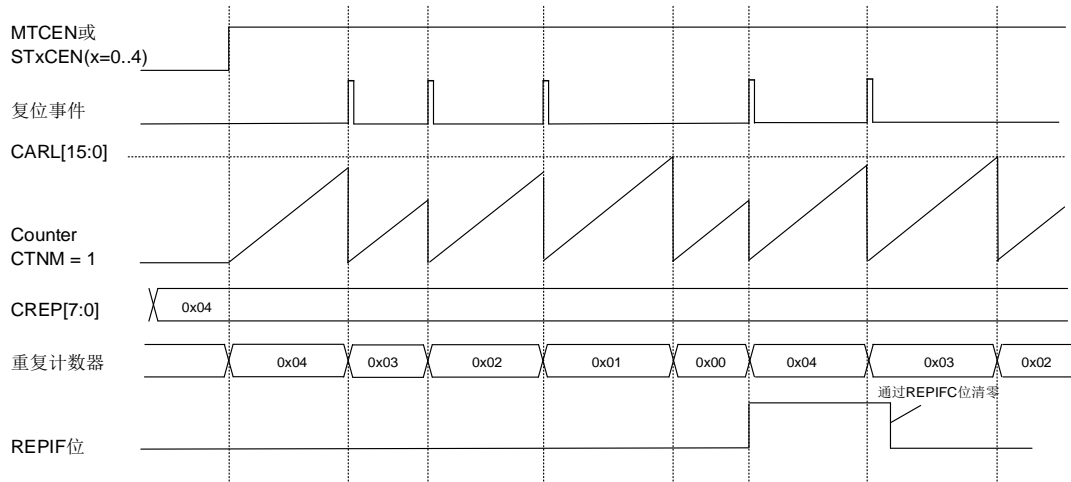 MTCEN或
STxCEN(x=0..4)
复位事件
CARL[15:0]
Counter
CTNM = 1
CREP[7:0]
0x04
重复计数器
0x04
0x03
0x02
0x01
0x00
0x04
0x03
0x02
通过REPIFC位清零
REPIF位